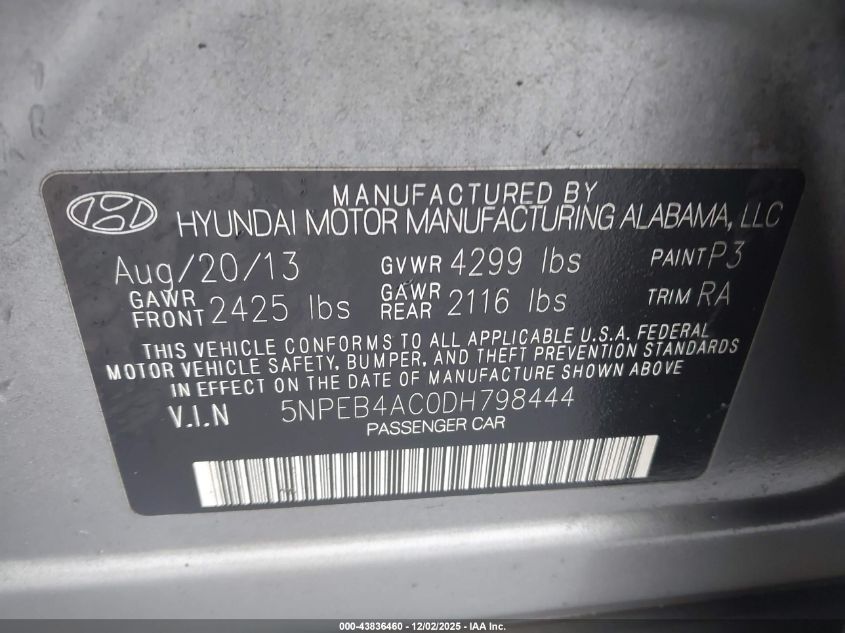 MANUFACTURED BY
HYUNDAI MOTOR MANUFACTURING ALABAMA, LLC
Aug/20/13 GVWR 4299 lbs PAINT P3
GAWR FRONT 2425 lbs GAWR REAR 2116 lbs TRIM RA
THIS VEHICLE CONFORMS TO ALL APPLICABLE U.S.A. FEDERAL
MOTOR VEHICLE SAFETY, BUMPER, AND THEFT PREVENTION STANDARDS
IN EFFECT ON THE DATE OF MANUFACTURE SHOWN ABOVE
V.I.N 5NPEB4AC0DH798444
PASSENGER CAR
000-43836460 - 12/02/2025 - IAA Inc.